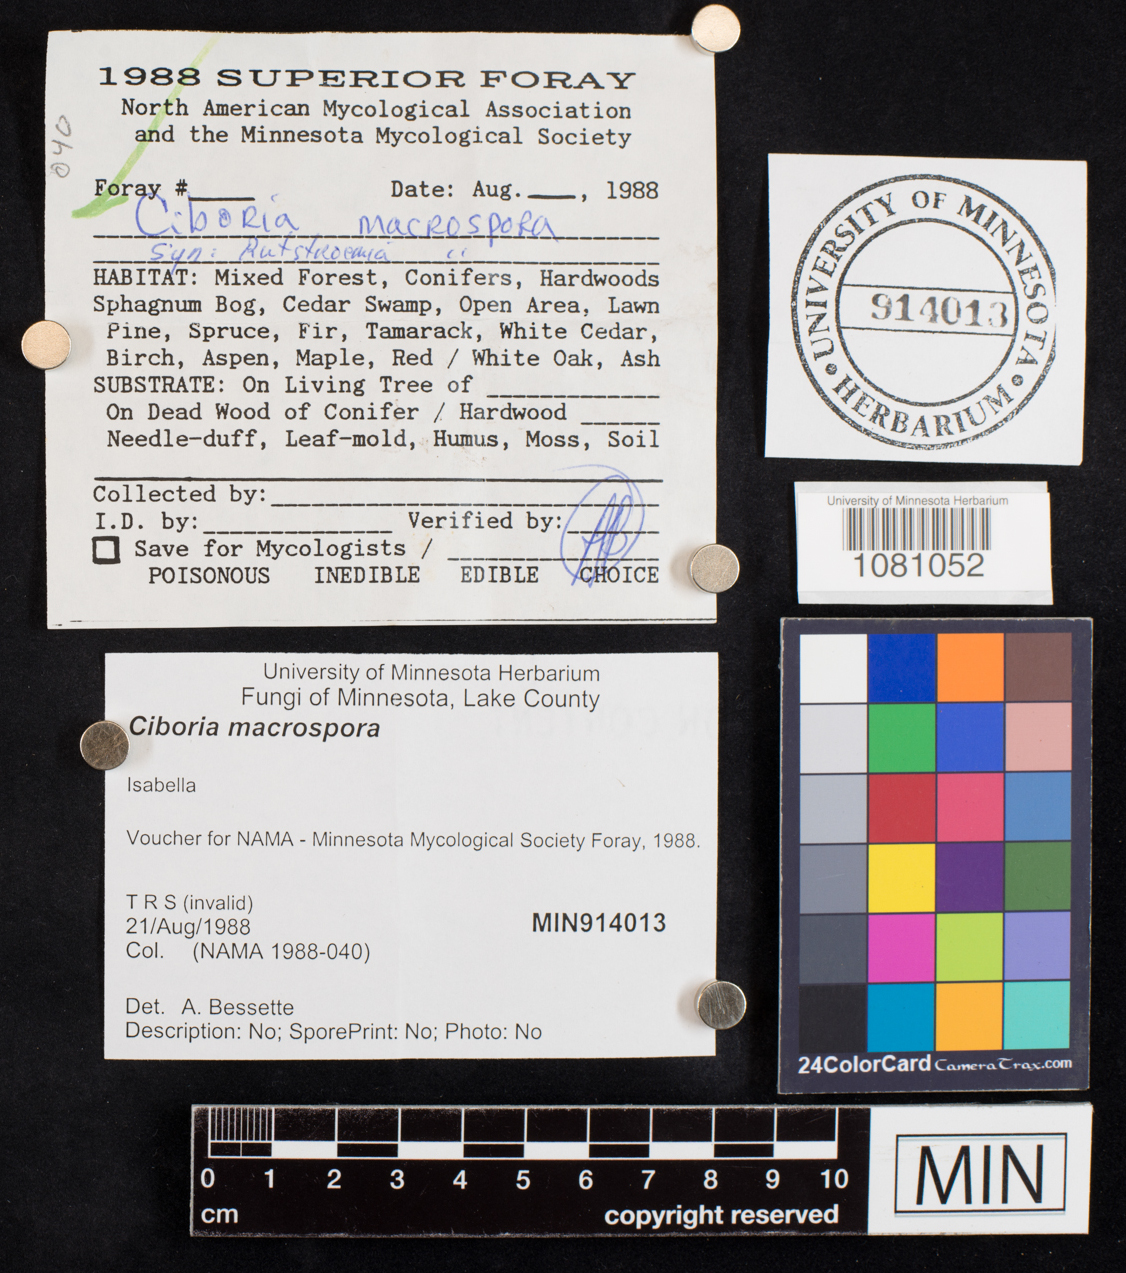 1988 SUPERIOR FORAY
North American Mycological Association
and the Minnesota Mycological Society
040
Foray #____ Date: Aug. ___, 1988
Ciboria macrospora
Syn: Rutstroemia "
HABITAT: Mixed Forest, Conifers, Hardwoods
Sphagnum Bog, Cedar Swamp, Open Area, Lawn
Pine, Spruce, Fir, Tamarack, White Cedar,
Birch, Aspen, Maple, Red / White Oak, Ash
SUBSTRATE: On Living Tree of
On Dead Wood of Conifer / Hardwood
Needle-duff, Leaf-mold, Humus, Moss, Soil
Collected by:
I.D. by: Verified by:
Save for Mycologists /
POISONOUS INEDIBLE EDIBLE CHOICE
UNIVERSITY OF MINNESOTA
914013
HERBARIUM
University of Minnesota Herbarium
1081052
University of Minnesota Herbarium
Fungi of Minnesota, Lake County
Ciboria macrospora
Isabella
Voucher for NAMA - Minnesota Mycological Society Foray, 1988.
T R S (invalid)
21/Aug/1988
MIN914013
Col. (NAMA 1988-040)
Det. A. Bessette
Description: No; SporePrint: No; Photo: No
24ColorCard CameraTrax.com
0 1 2 3 4 5 6 7 8 9 10
cm copyright reserved
MIN